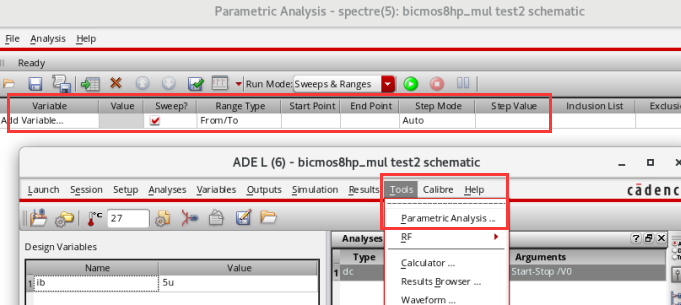 Parametric Analysis - spectre(5): bicmos8hp_mul test2 schematic
File Analysis Help
Ready
Run Mode: Sweeps & Ranges
Variable Value Sweep? Range Type Start Point End Point Step Mode Step Value Inclusion List Exclusi
Add Variable... From/To Auto
ADE L (6) - bicmos8hp_mul test2 schematic
Launch Session Setup Analyses Variables Outputs Simulation Results Tools Calibre Help cādenc
27
Parametric Analysis ...
Design Variables
Analyses
RF
Name Value
Type Arguments
Calculator ...
1 ib 5u
1 dc Start-Stop /V0
Results Browser ...
Waveform ...